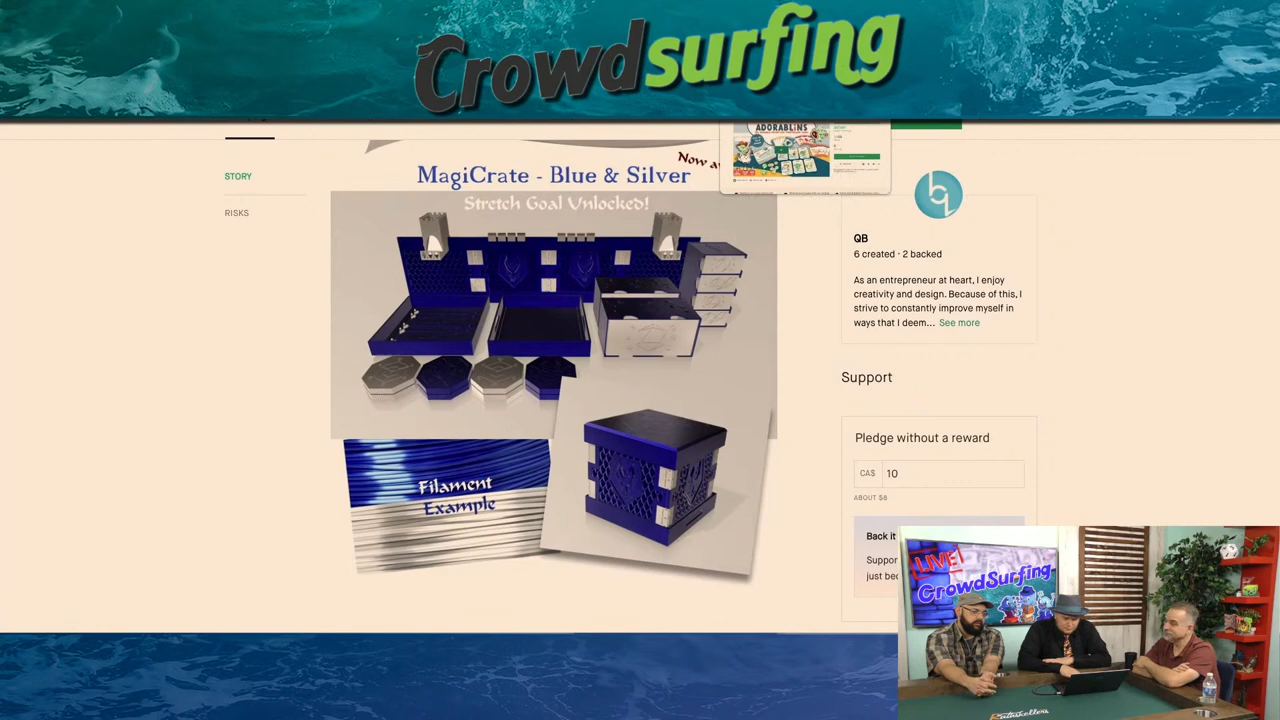 Crowdsurfing
ADORABLINS
Now a
MagiCrate - Blue & Silver
Stretch Goal Unlocked!
STORY
RISKS
QB
6 created · 2 backed
As an entrepreneur at heart, I enjoy
creativity and design. Because of this, I
strive to constantly improve myself in
ways that I deem... See more
Support
Pledge without a reward
CA$ 10
ABOUT $8
Back it
Suppor
just bec
Filament
Example
LIVE!
CrowdSurfing